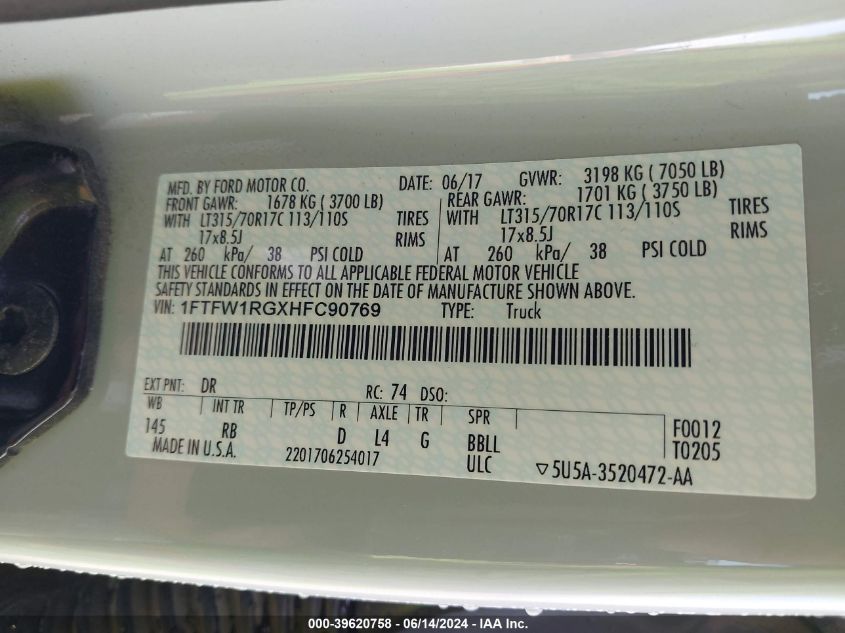 MFD. BY FORD MOTOR CO. DATE: 06/17 GVWR: 3198 KG ( 7050 LB)
FRONT GAWR: 1678 KG ( 3700 LB) REAR GAWR: 1701 KG ( 3750 LB)
WITH LT315/70R17C 113/110S TIRES WITH LT315/70R17C 113/110S TIRES
17x8.5J RIMS 17x8.5J RIMS
AT 260 kPa/ 38 PSI COLD AT 260 kPa/ 38 PSI COLD
THIS VEHICLE CONFORMS TO ALL APPLICABLE FEDERAL MOTOR VEHICLE
SAFETY STANDARDS IN EFFECT ON THE DATE OF MANUFACTURE SHOWN ABOVE.
VIN: 1FTFW1RGXHFC90769 TYPE: Truck
EXT PNT: DR RC: 74 DSO:
WB INT TR TP/PS R AXLE TR SPR
145 RB D L4 G BBLL F0012
ULC T0205
MADE IN U.S.A. 2201706254017 ▽5U5A-3520472-AA
000-39620758 - 06/14/2024 - IAA Inc.